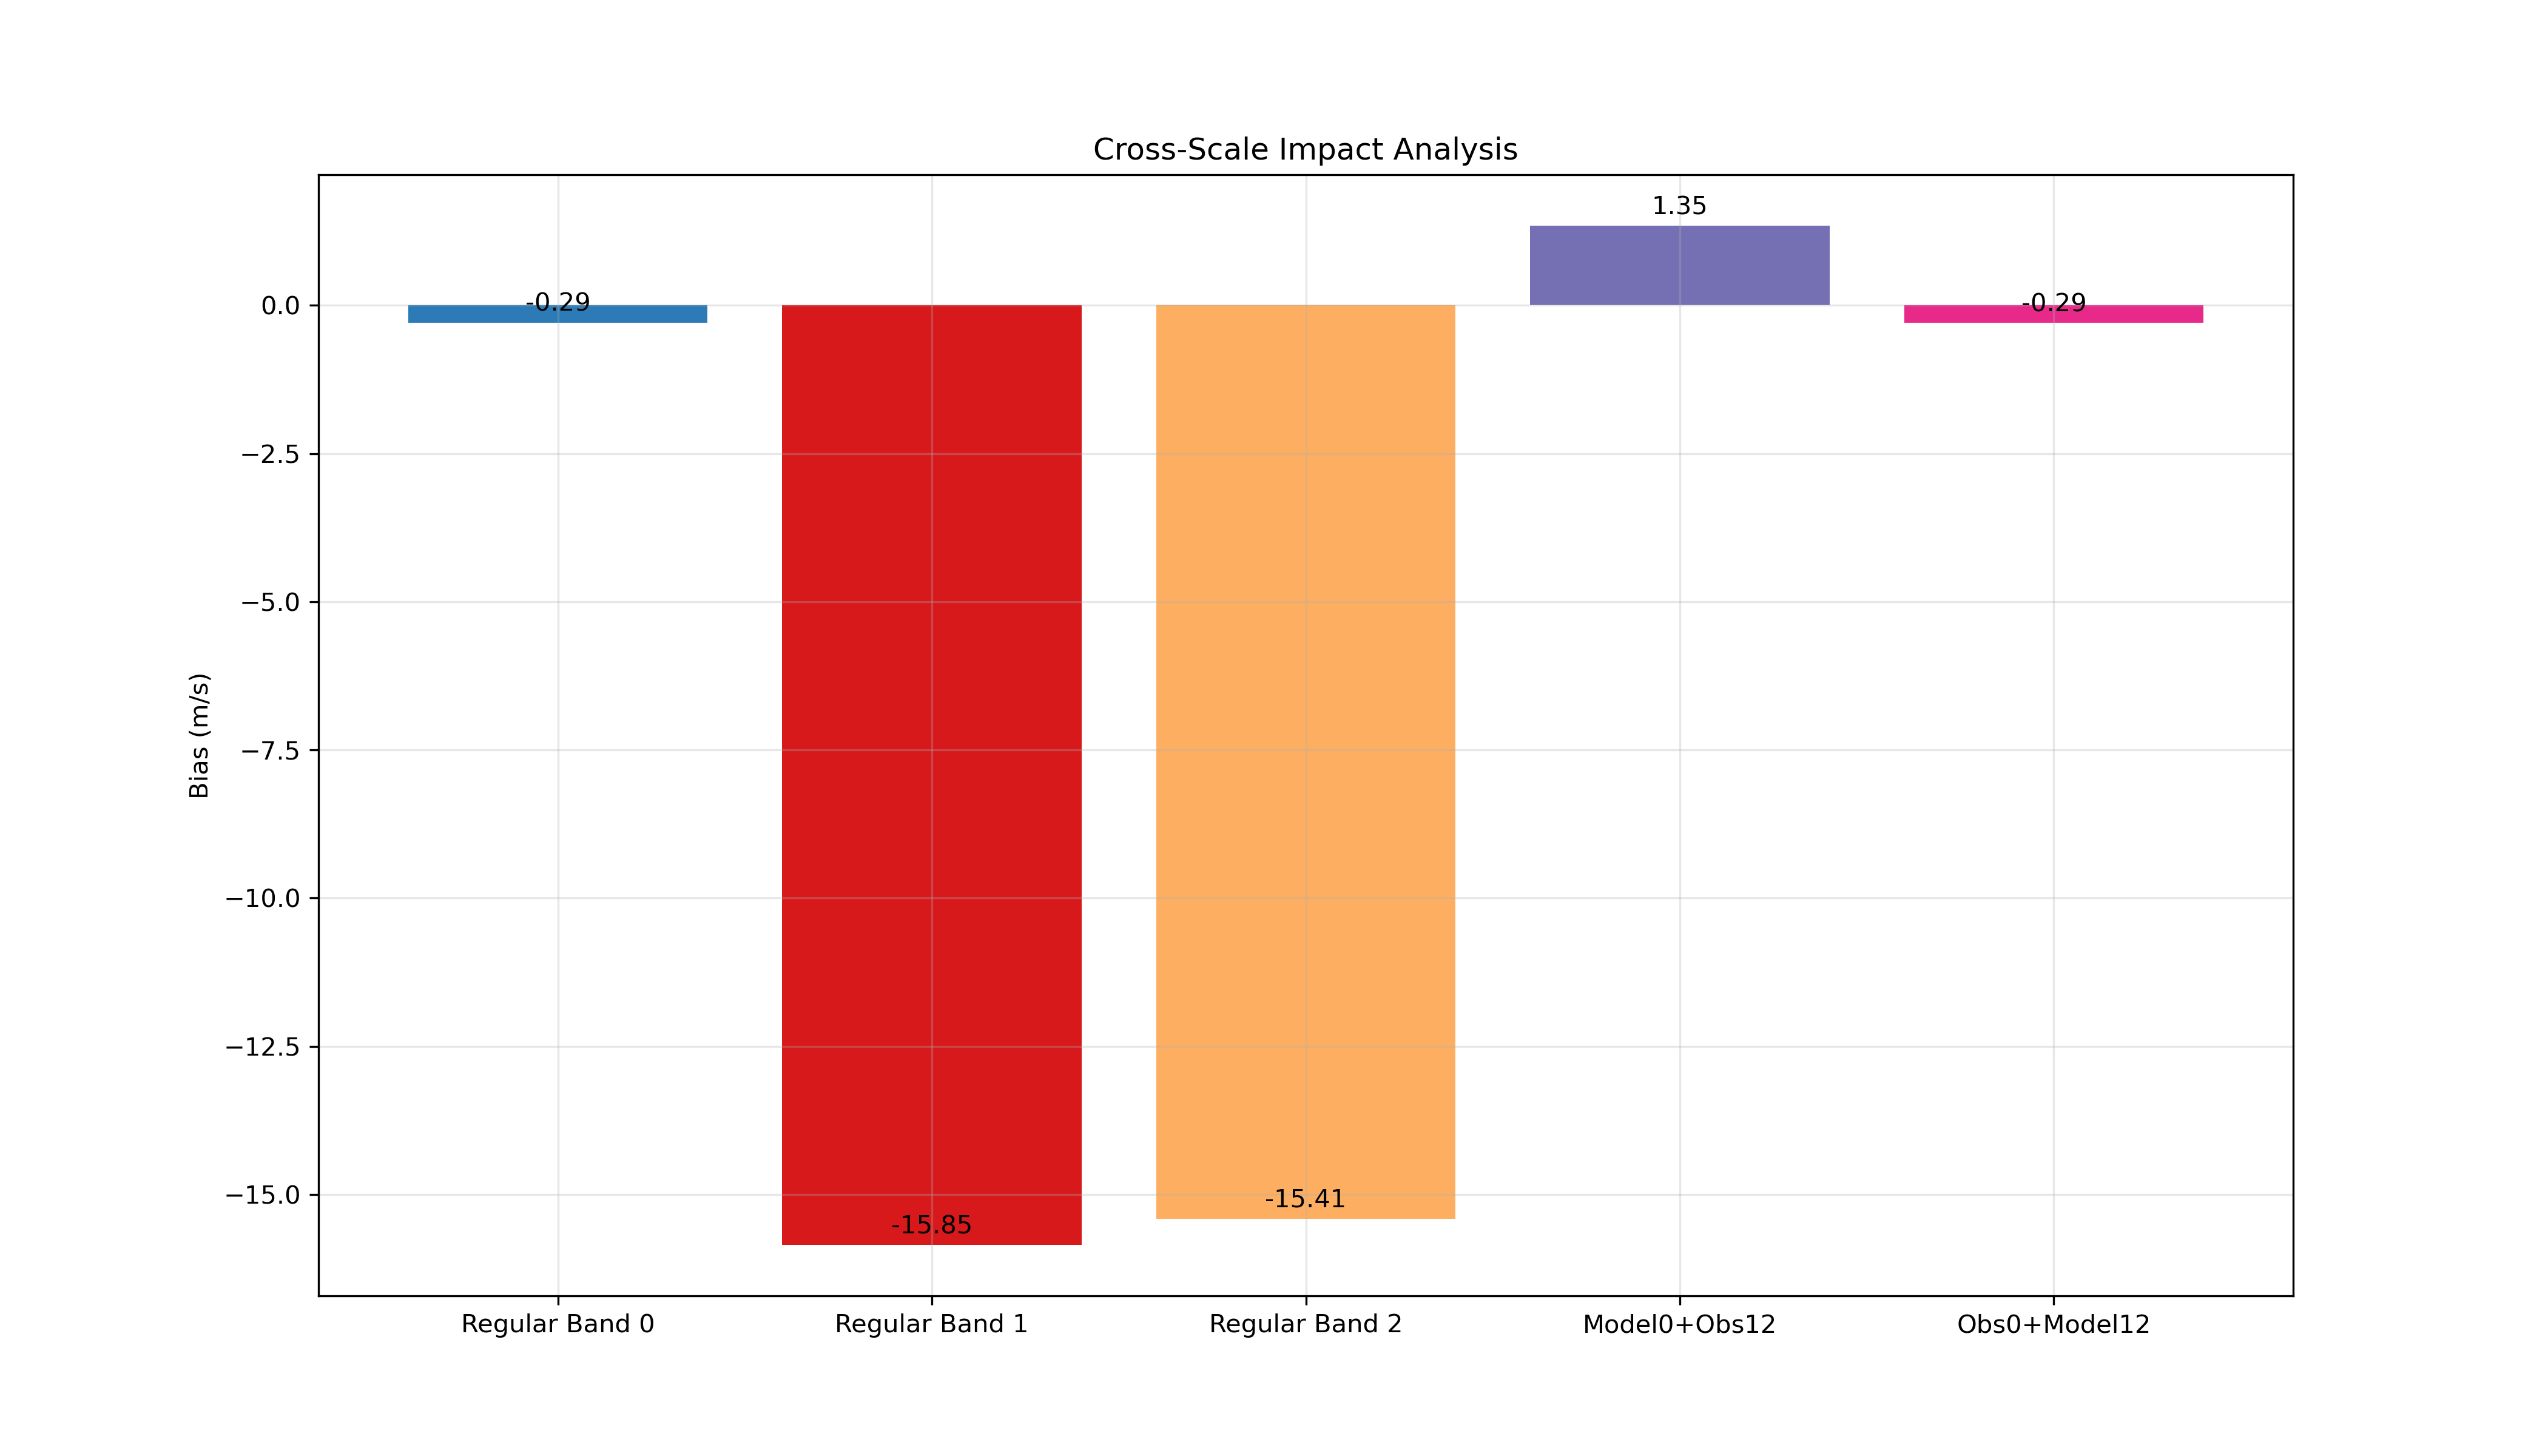 Cross-Scale Impact Analysis
1.35
0.0
-0.29
-0.29
−2.5
−5.0
Bias (m/s)
−7.5
−10.0
−12.5
−15.0
-15.41
-15.85
Regular Band 0
Regular Band 1
Regular Band 2
Model0+Obs12
Obs0+Model12